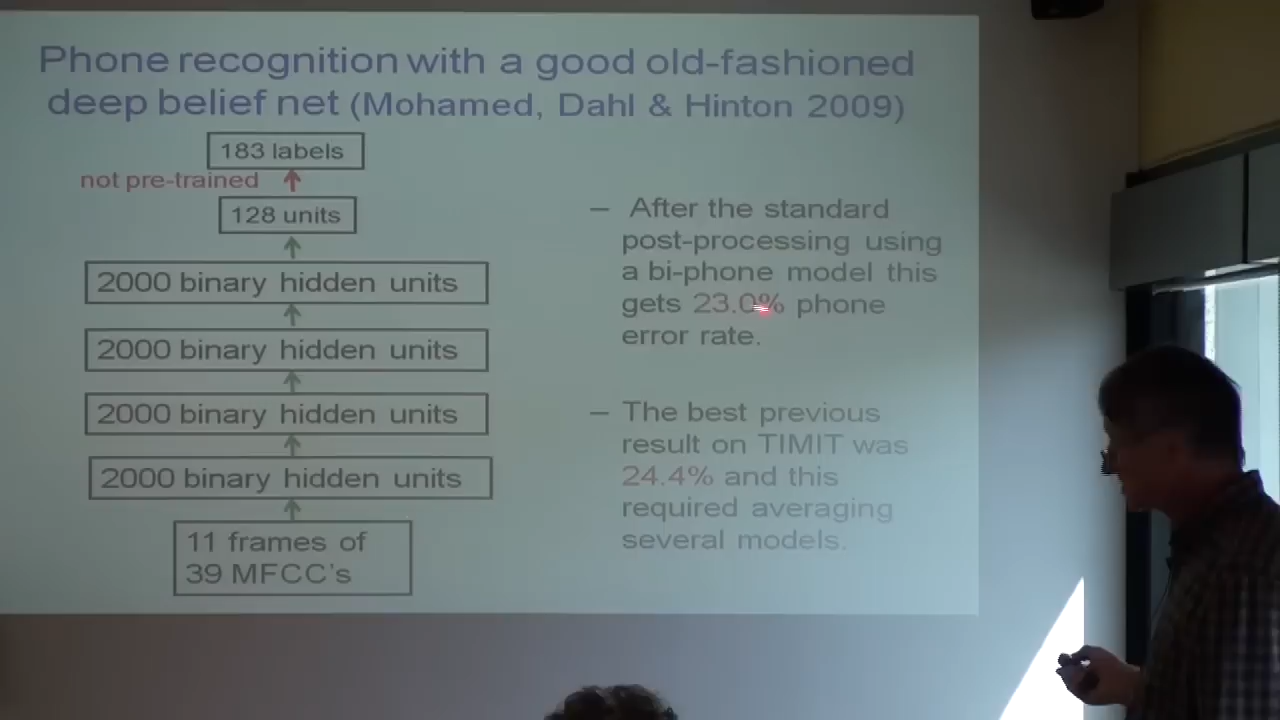 Phone recognition with a good old-fashioned
deep belief net (Mohamed, Dahl & Hinton 2009)
183 labels
not pre-trained
128 units
2000 binary hidden units
2000 binary hidden units
2000 binary hidden units
2000 binary hidden units
11 frames of
39 MFCC's
– After the standard
post-processing using
a bi-phone model this
gets 23.0% phone
error rate.
– The best previous
result on TIMIT was
24.4% and this
required averaging
several models.